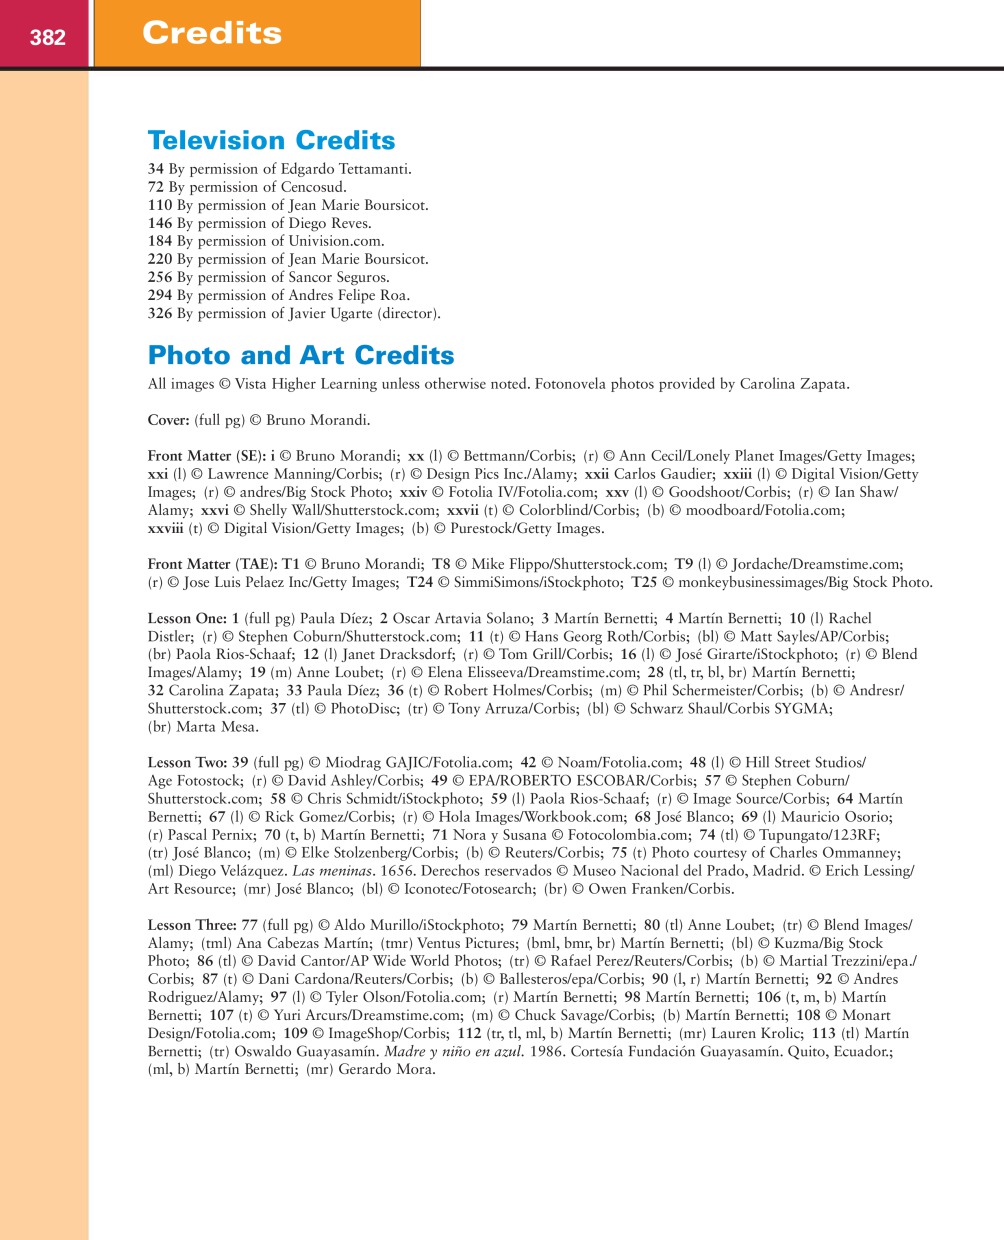 382
Credits
Television Credits
34 By permission of Edgardo Tettamanti.
72 By permission of Cencosud.
110 By permission of Jean Marie Boursicot.
146 By permission of Diego Reves.
184 By permission of Univision.com.
220 By permission of Jean Marie Boursicot.
256 By permission of Sancor Seguros.
294 By permission of Andres Felipe Roa.
326 By permission of Javier Ugarte (director).
Photo and Art Credits
All images © Vista Higher Learning unless otherwise noted. Fotonovela photos provided by Carolina Zapata.
Cover: (full pg) © Bruno Morandi.
Front Matter (SE): i © Bruno Morandi; xx (l) © Bettmann/Corbis; (r) © Ann Cecil/Lonely Planet Images/Getty Images;
xxi (l) © Lawrence Manning/Corbis; (r) © Design Pics Inc./Alamy; xxii Carlos Gaudier; xxiii (l) © Digital Vision/Getty
Images; (r) © andres/Big Stock Photo; xxiv © Fotolia IV/Fotolia.com; xxv (l) © Goodshoot/Corbis; (r) © Ian Shaw/
Alamy; xxvi © Shelly Wall/Shutterstock.com; xxvii (t) © Colorblind/Corbis; (b) © moodboard/Fotolia.com;
xxviii (t) © Digital Vision/Getty Images; (b) © Purestock/Getty Images.
Front Matter (TAE): T1 © Bruno Morandi; T8 © Mike Flippo/Shutterstock.com; T9 (l) © Jordache/Dreamstime.com;
(r) © Jose Luis Pelaez Inc/Getty Images; T24 © SimmiSimons/iStockphoto; T25 © monkeybusinessimages/Big Stock Photo.
Lesson One: 1 (full pg) Paula Díez; 2 Oscar Artavia Solano; 3 Martín Bernetti; 4 Martín Bernetti; 10 (l) Rachel
Distler; (r) © Stephen Coburn/Shutterstock.com; 11 (t) © Hans Georg Roth/Corbis; (bl) © Matt Sayles/AP/Corbis;
(br) Paola Rios-Schaaf; 12 (l) Janet Dracksdorf; (r) © Tom Grill/Corbis; 16 (l) © José Girarte/iStockphoto; (r) © Blend
Images/Alamy; 19 (m) Anne Loubet; (r) © Elena Elisseeva/Dreamstime.com; 28 (tl, tr, bl, br) Martín Bernetti;
32 Carolina Zapata; 33 Paula Díez; 36 (t) © Robert Holmes/Corbis; (m) © Phil Schermeister/Corbis; (b) © Andresr/
Shutterstock.com; 37 (tl) © PhotoDisc; (tr) © Tony Arruza/Corbis; (bl) © Schwarz Shaul/Corbis SYGMA;
(br) Marta Mesa.
Lesson Two: 39 (full pg) © Miodrag GAJIC/Fotolia.com; 42 © Noam/Fotolia.com; 48 (l) © Hill Street Studios/
Age Fotostock; (r) © David Ashley/Corbis; 49 © EPA/ROBERTO ESCOBAR/Corbis; 57 © Stephen Coburn/
Shutterstock.com; 58 © Chris Schmidt/iStockphoto; 59 (l) Paola Rios-Schaaf; (r) © Image Source/Corbis; 64 Martín
Bernetti; 67 (l) © Rick Gomez/Corbis; (r) © Hola Images/Workbook.com; 68 José Blanco; 69 (l) Mauricio Osorio;
(r) Pascal Pernix; 70 (t, b) Martín Bernetti; 71 Nora y Susana © Fotocolombia.com; 74 (tl) © Tupungato/123RF;
(tr) José Blanco; (m) © Elke Stolzenberg/Corbis; (b) © Reuters/Corbis; 75 (t) Photo courtesy of Charles Ommanney;
(ml) Diego Velázquez. Las meninas. 1656. Derechos reservados © Museo Nacional del Prado, Madrid. © Erich Lessing/
Art Resource; (mr) José Blanco; (bl) © Iconotec/Fotosearch; (br) © Owen Franken/Corbis.
Lesson Three: 77 (full pg) © Aldo Murillo/iStockphoto; 79 Martín Bernetti; 80 (tl) Anne Loubet; (tr) © Blend Images/
Alamy; (tml) Ana Cabezas Martín; (tmr) Ventus Pictures; (bml, bmr, br) Martín Bernetti; (bl) © Kuzma/Big Stock
Photo; 86 (tl) © David Cantor/AP Wide World Photos; (tr) © Rafael Perez/Reuters/Corbis; (b) © Martial Trezzini/epa./
Corbis; 87 (t) © Dani Cardona/Reuters/Corbis; (b) © Ballesteros/epa/Corbis; 90 (l, r) Martín Bernetti; 92 © Andres
Rodriguez/Alamy; 97 (l) © Tyler Olson/Fotolia.com; (r) Martín Bernetti; 98 Martín Bernetti; 106 (t, m, b) Martín
Bernetti; 107 (t) © Yuri Arcurs/Dreamstime.com; (m) © Chuck Savage/Corbis; (b) Martín Bernetti; 108 © Monart
Design/Fotolia.com; 109 © ImageShop/Corbis; 112 (tr, tl, ml, b) Martín Bernetti; (mr) Lauren Krolic; 113 (tl) Martín
Bernetti; (tr) Oswaldo Guayasamín. Madre y niño en azul. 1986. Cortesía Fundación Guayasamín. Quito, Ecuador.;
(ml, b) Martín Bernetti; (mr) Gerardo Mora.